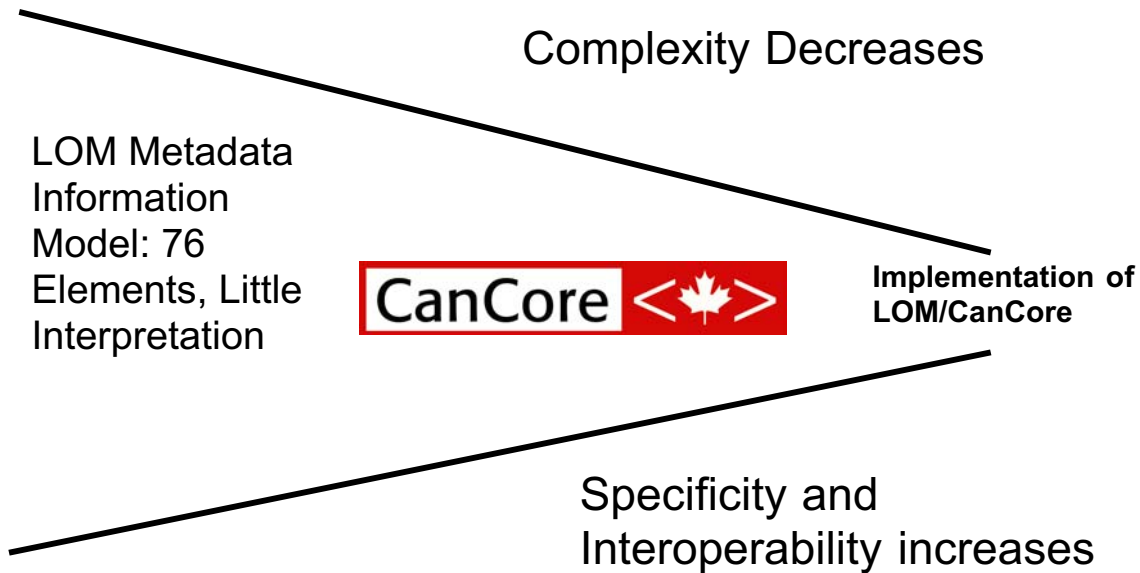 Complexity Decreases
LOM Metadata
Information
Model: 76
Elements, Little
Interpretation
CanCore < >
Implementation of
LOM/CanCore
Specificity and
Interoperability increases